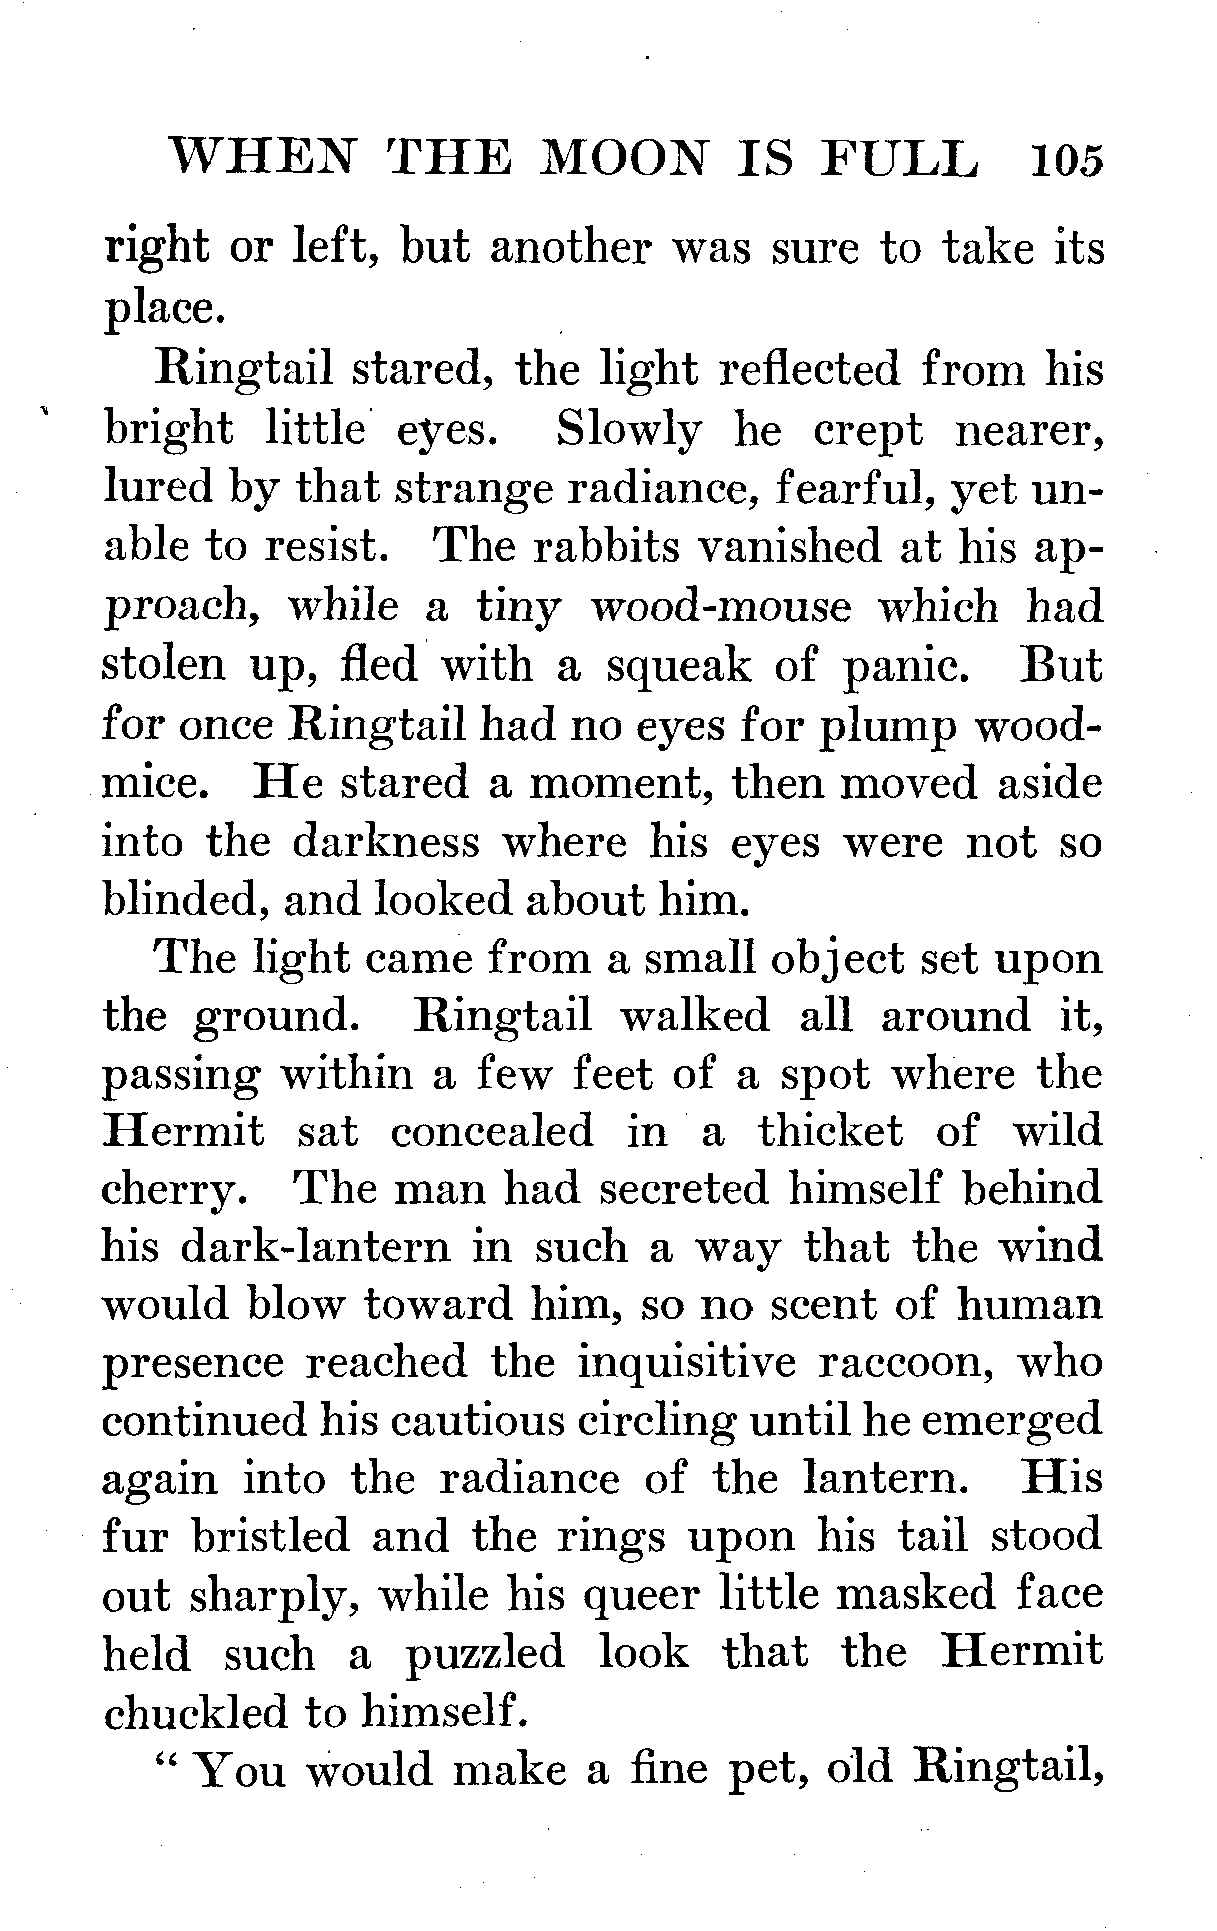 WHEN THE MOON IS FULL 105
right or left, but another was sure to take its
place.
Ringtail stared, the light reflected from his
bright little eyes. Slowly he crept nearer,
lured by that strange radiance, fearful, yet un-
able to resist. The rabbits vanished at his ap-
proach, while a tiny wood-mouse which had
stolen up, fled with a squeak of panic. But
for once Ringtail had no eyes for plump wood-
mice. He stared a moment, then moved aside
into the darkness where his eyes were not so
blinded, and looked about him.
The light came from a small object set upon
the ground. Ringtail walked all around it,
passing within a few feet of a spot where the
Hermit sat concealed in a thicket of wild
cherry. The man had secreted himself behind
his dark-lantern in such a way that the wind
would blow toward him, so no scent of human
presence reached the inquisitive raccoon, who
continued his cautious circling until he emerged
again into the radiance of the lantern. His
fur bristled and the rings upon his tail stood
out sharply, while his queer little masked face
held such a puzzled look that the Hermit
chuckled to himself.
“ You would make a fine pet, old Ringtail,